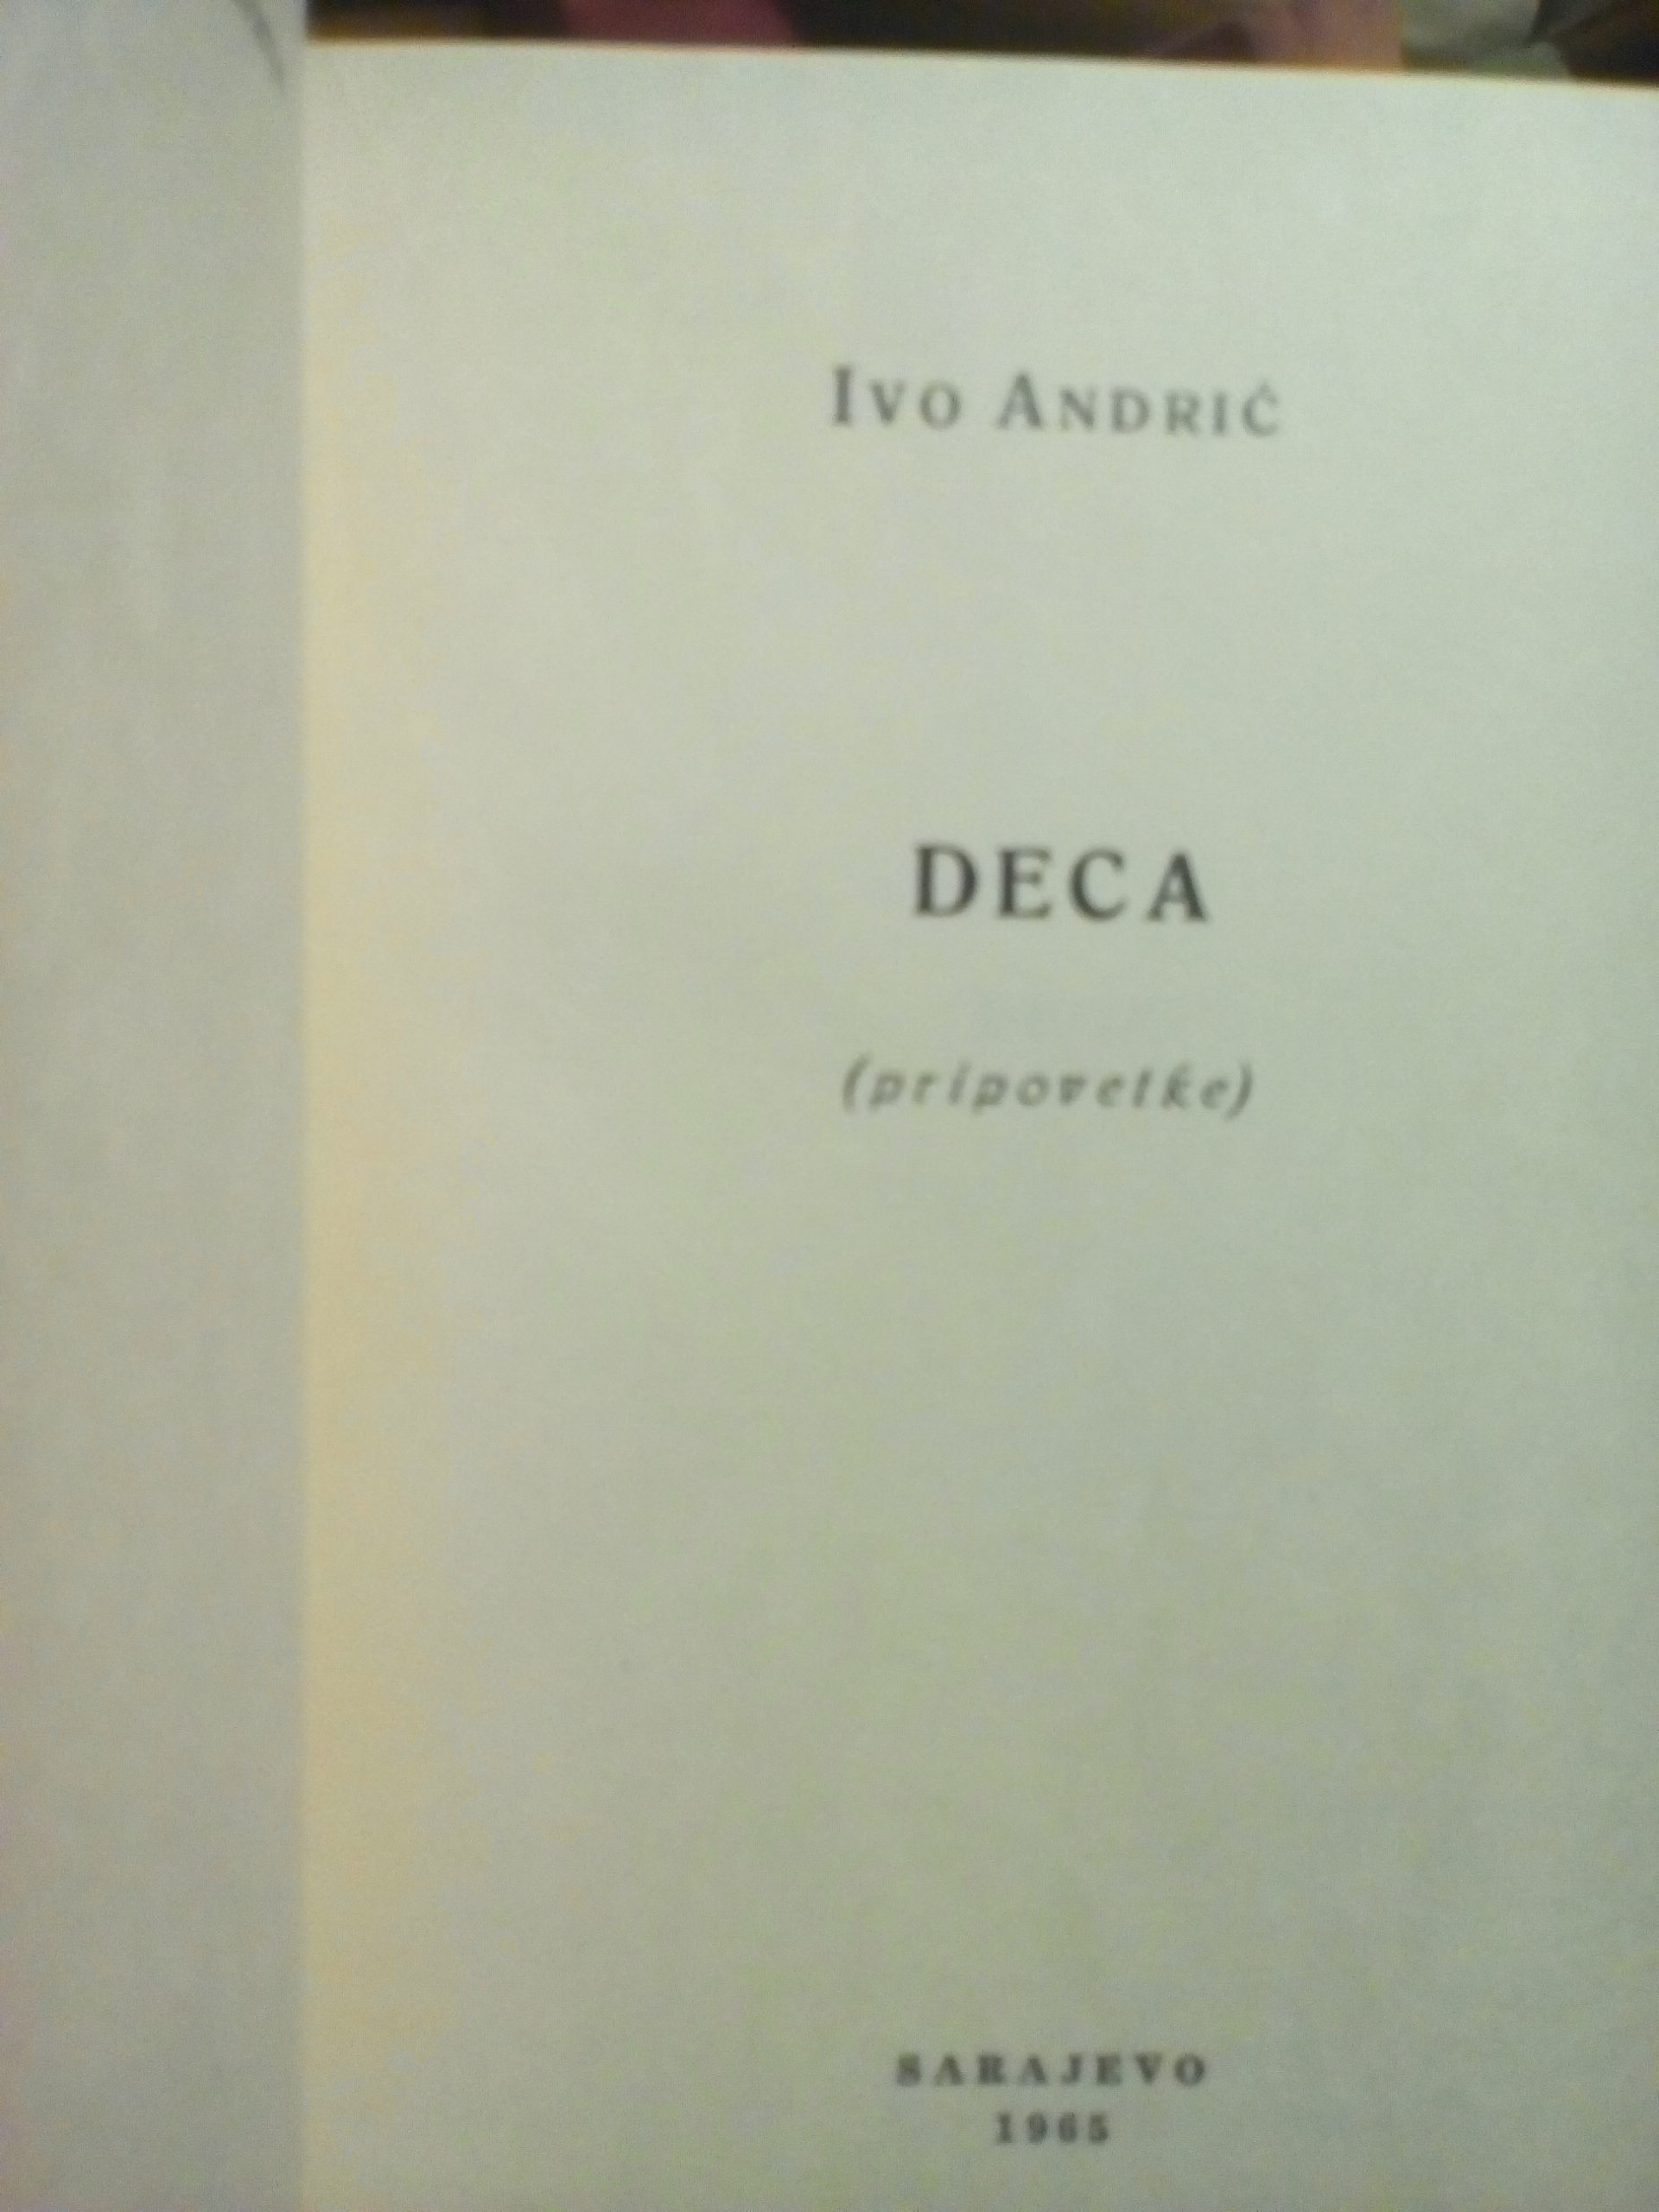 IVO ANDRIĆ
DECA
(pripovetke)
SARAJEVO
1965